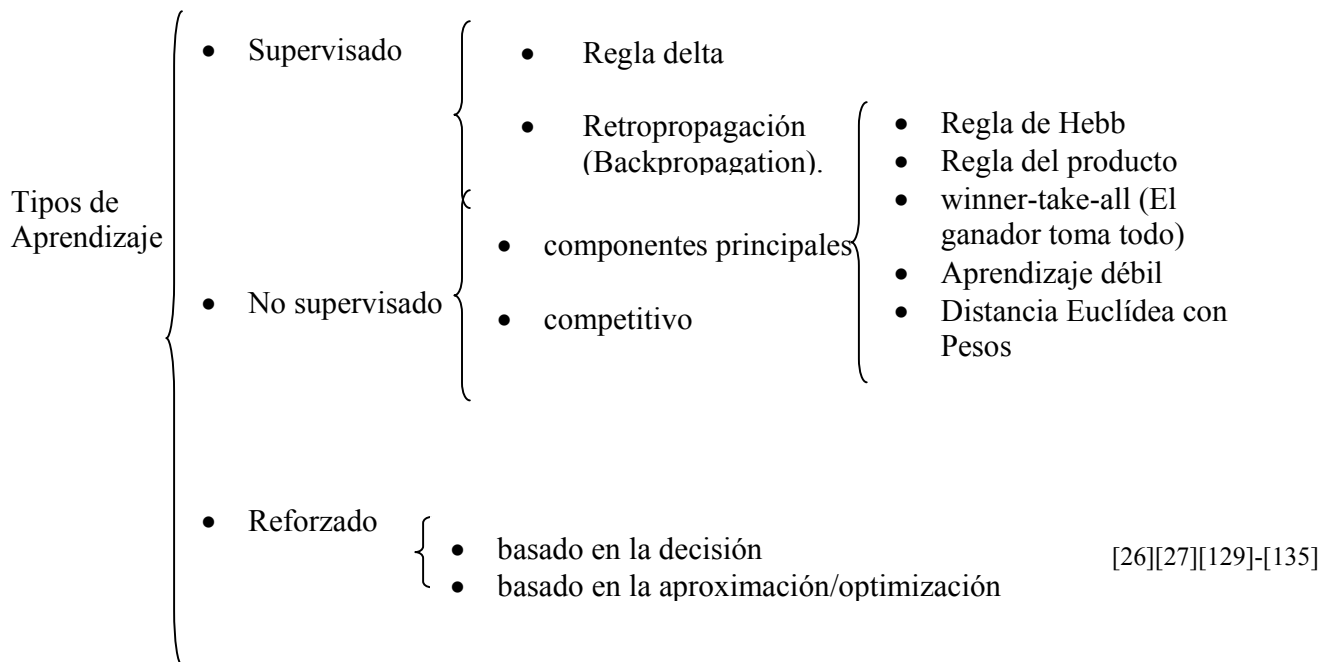 Tipos de
Aprendizaje
• Supervisado
• Regla delta
• Retropropagación
(Backpropagation).
• No supervisado
• componentes principales
• Regla de Hebb
• Regla del producto
• winner-take-all (El
ganador toma todo)
• Aprendizaje débil
• Distancia Euclídea con
Pesos
• competitivo
• Reforzado
• basado en la decisión
• basado en la aproximación/optimización
[26][27][129]-[135]